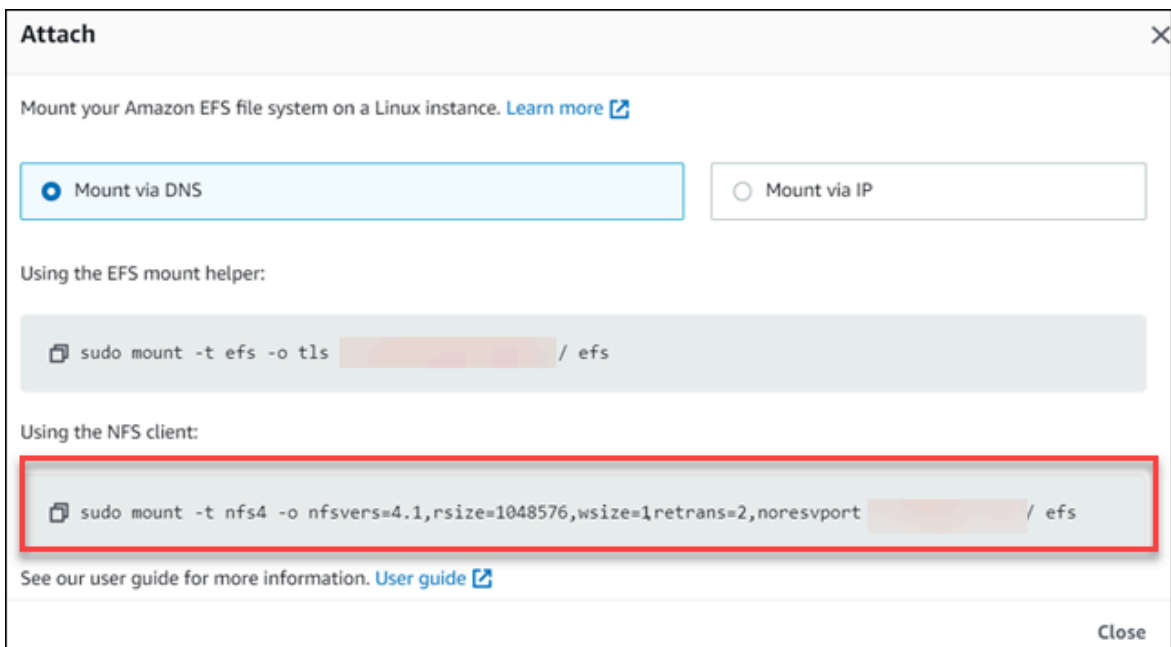 Attach
Mount your Amazon EFS file system on a Linux instance. Learn more
Mount via DNS
Mount via IP
Using the EFS mount helper:
sudo mount -t efs -o tls / efs
Using the NFS client:
sudo mount -t nfs4 -o nfsvers=4.1,rsize=1048576,wsize=1,retrans=2,noresvport / efs
See our user guide for more information. User guide
Close